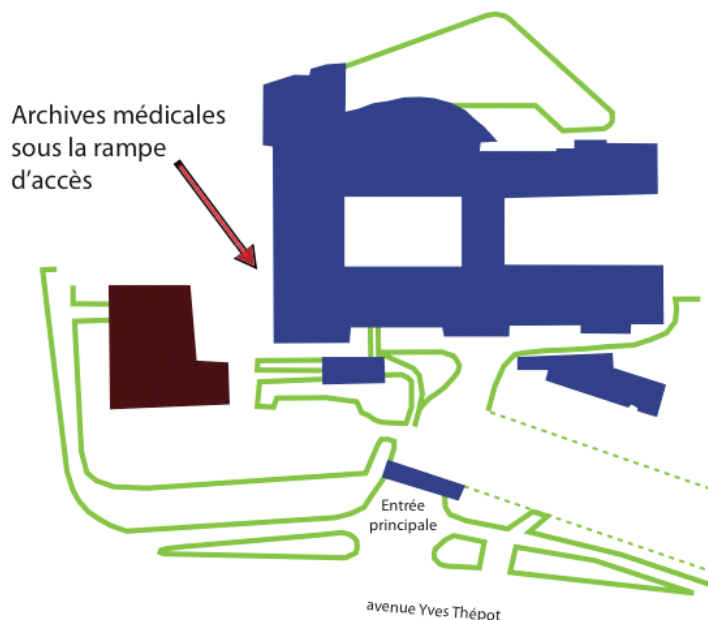 Archives médicales
sous la rampe
d'accès
Entrée
principale
avenue Yves Thépot